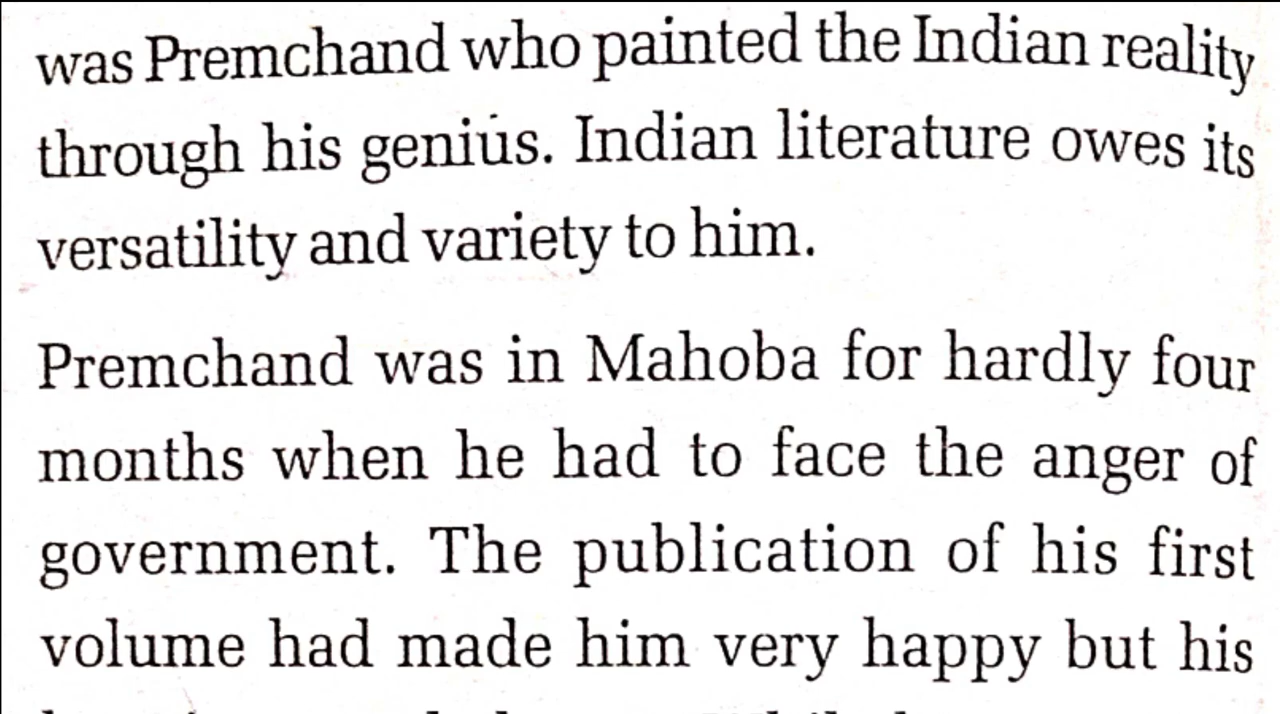 was Premchand who painted the Indian reality
through his genius. Indian literature owes its
versatility and variety to him.
Premchand was in Mahoba for hardly four
months when he had to face the anger of
government. The publication of his first
volume had made him very happy but his